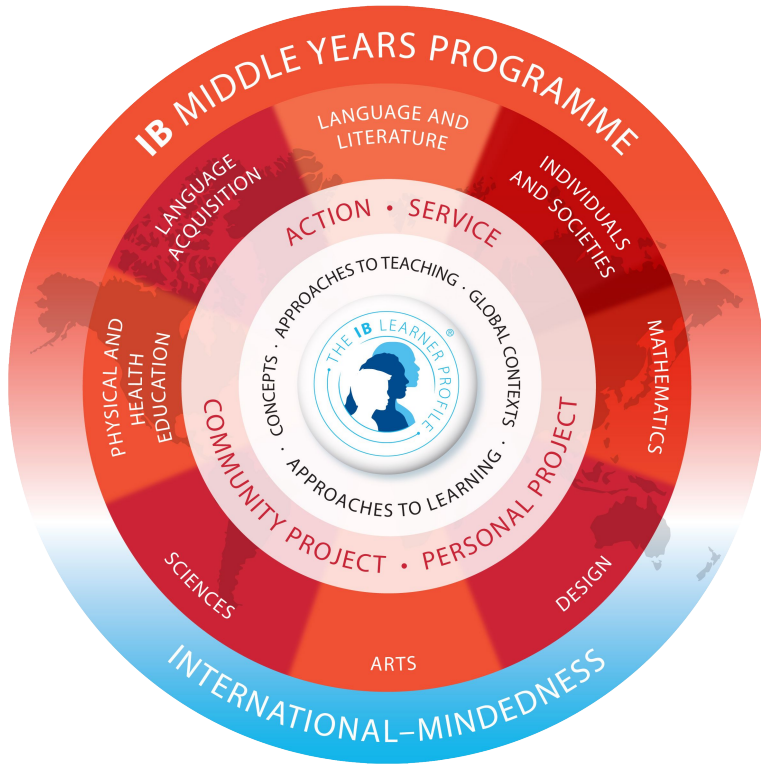 IB MIDDLE YEARS PROGRAMME
LANGUAGE AND
LITERATURE
INDIVIDUALS
AND SOCIETIES
MATHEMATICS
DESIGN
ARTS
SCIENCES
PHYSICAL AND
HEALTH
EDUCATION
LANGUAGE
ACQUISITION
ACTION • SERVICE
COMMUNITY PROJECT • PERSONAL PROJECT
APPROACHES TO TEACHING · GLOBAL CONTEXTS ·
APPROACHES TO LEARNING
· CONCEPTS ·
• THE IB LEARNER PROFILE •
®
INTERNATIONAL–MINDEDNESS